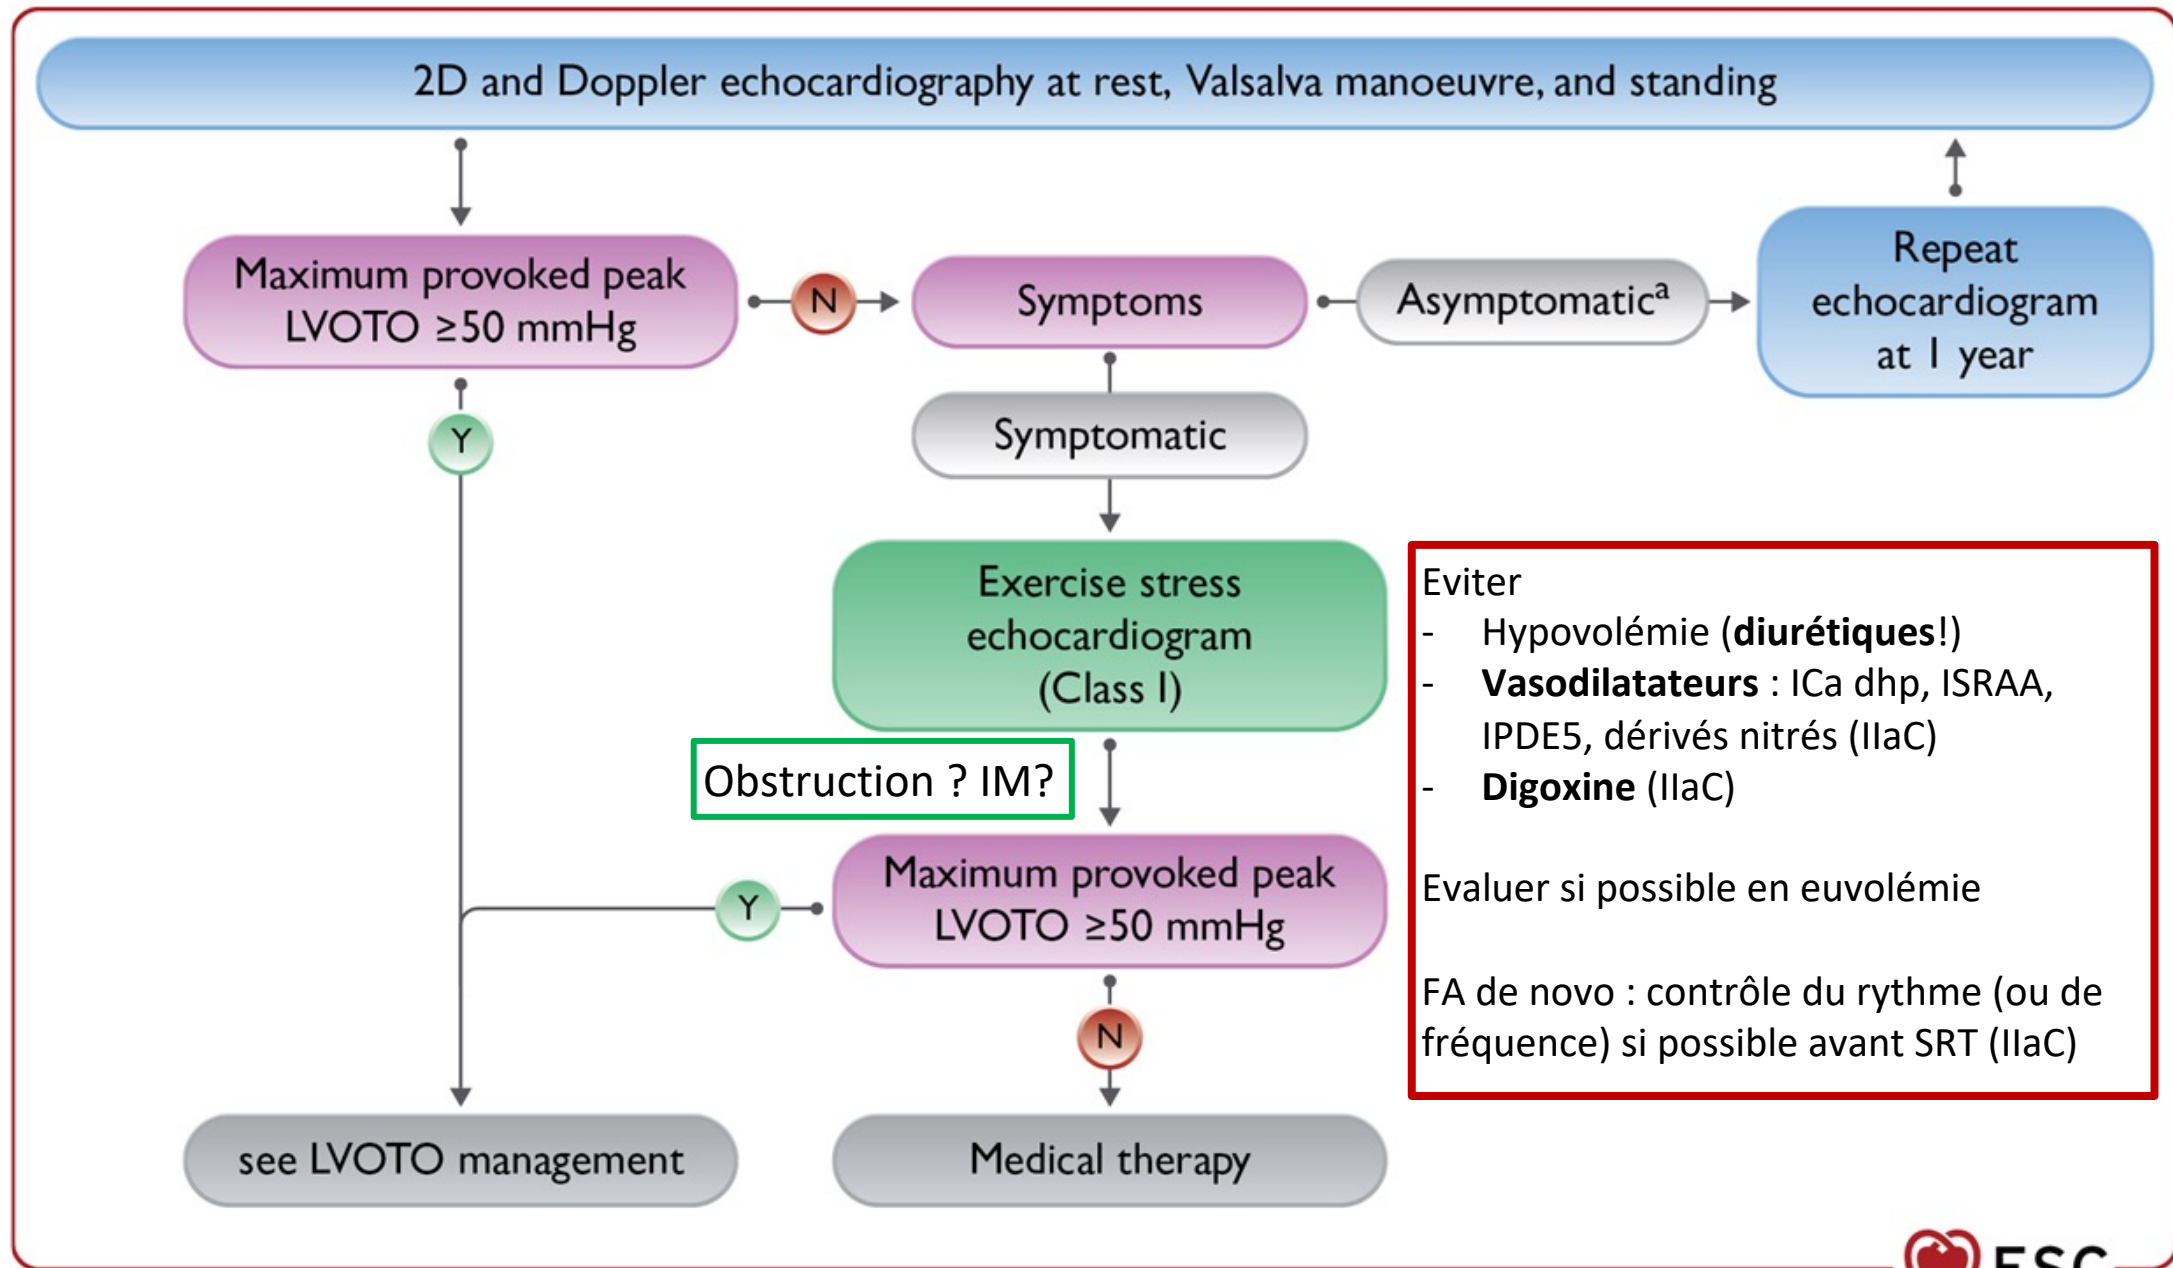 2D and Doppler echocardiography at rest, Valsalva manoeuvre, and standing
Maximum provoked peak
LVOTO ≥50 mmHg
N
Symptoms
Asymptomaticᵃ
Repeat
echocardiogram
at 1 year
Y
Symptomatic
Exercise stress
echocardiogram
(Class I)
Obstruction ? IM?
Y
Maximum provoked peak
LVOTO ≥50 mmHg
N
see LVOTO management
Medical therapy
Eviter
- Hypovolémie (diurétiques!)
- Vasodilatateurs : ICa dhp, ISRAA,
IPDE5, dérivés nitrés (IIaC)
- Digoxine (IIaC)
Evaluer si possible en euvolémie
FA de novo : contrôle du rythme (ou de
fréquence) si possible avant SRT (IIaC)
ESC